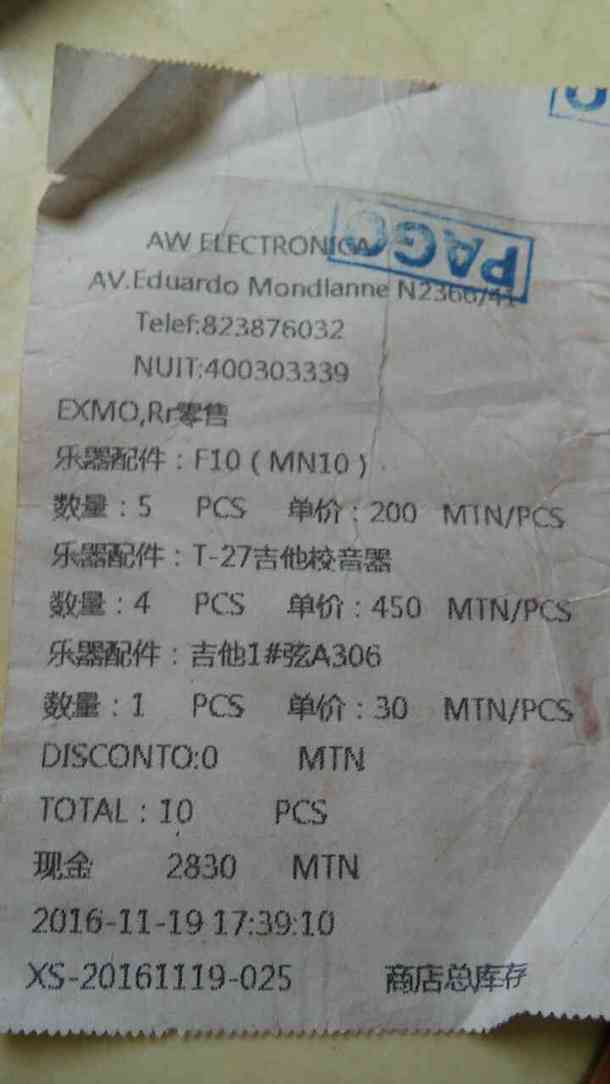 AW ELECTRONICA
PAGO
AV.Eduardo Mondlanne N2366/41
Telef:823876032
NUIT:400303339
EXMO,Rr零售
乐器配件：F10（MN10）
数量：5 PCS 单价：200 MTN/PCS
乐器配件：T-27吉他校音器
数量：4 PCS 单价：450 MTN/PCS
乐器配件：吉他1#弦A306
数量：1 PCS 单价：30 MTN/PCS
DISCONTO:0 MTN
TOTAL：10 PCS
现金 2830 MTN
2016-11-19 17:39:10
XS-20161119-025 商店总库存